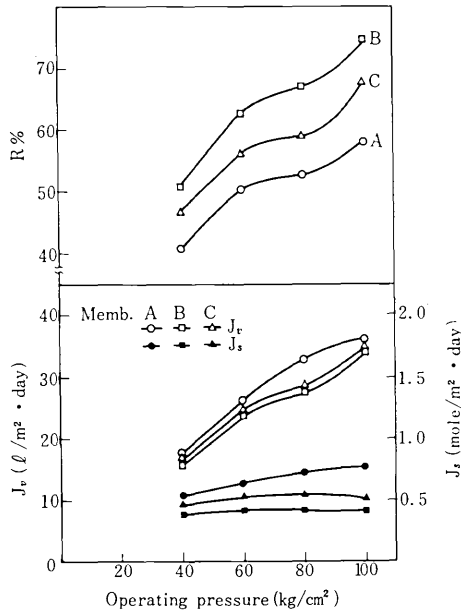 R %
70
60
50
40
B
C
A
Memb. A B C
Jv
Js
Jv (ℓ/m² • day)
40
30
20
10
0
2.0
1.5
1.0
0.5
0
Js (mole/m² • day)
20 40 60 80 100
Operating pressure (kg/cm²)